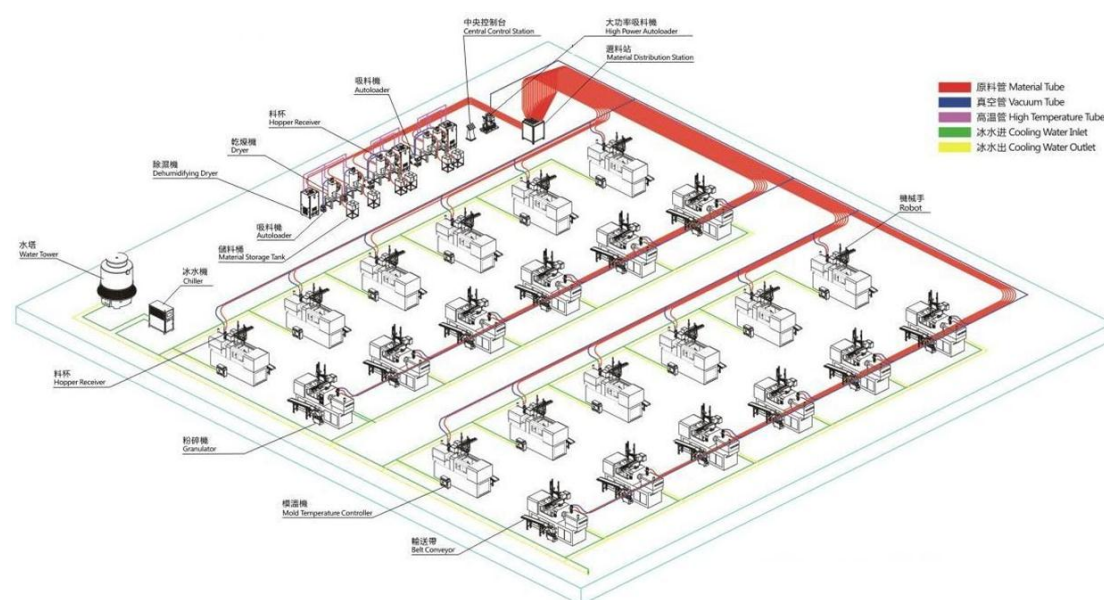 中央控制台
Central Control Station
大功率吸料機
High Power Autoloader
選料站
Material Distribution Station
吸料機
Autoloader
料杯
Hopper Receiver
乾燥機
Dryer
除濕機
Dehumidifying Dryer
吸料機
Autoloader
儲料桶
Material Storage Tank
水塔
Water Tower
冰水機
Chiller
料杯
Hopper Receiver
粉碎機
Granulator
模溫機
Mold Temperature Controller
輸送帶
Belt Conveyor
機械手
Robot
原料管 Material Tube
真空管 Vacuum Tube
高温管 High Temperature Tube
冰水进 Cooling Water Inlet
冰水出 Cooling Water Outlet